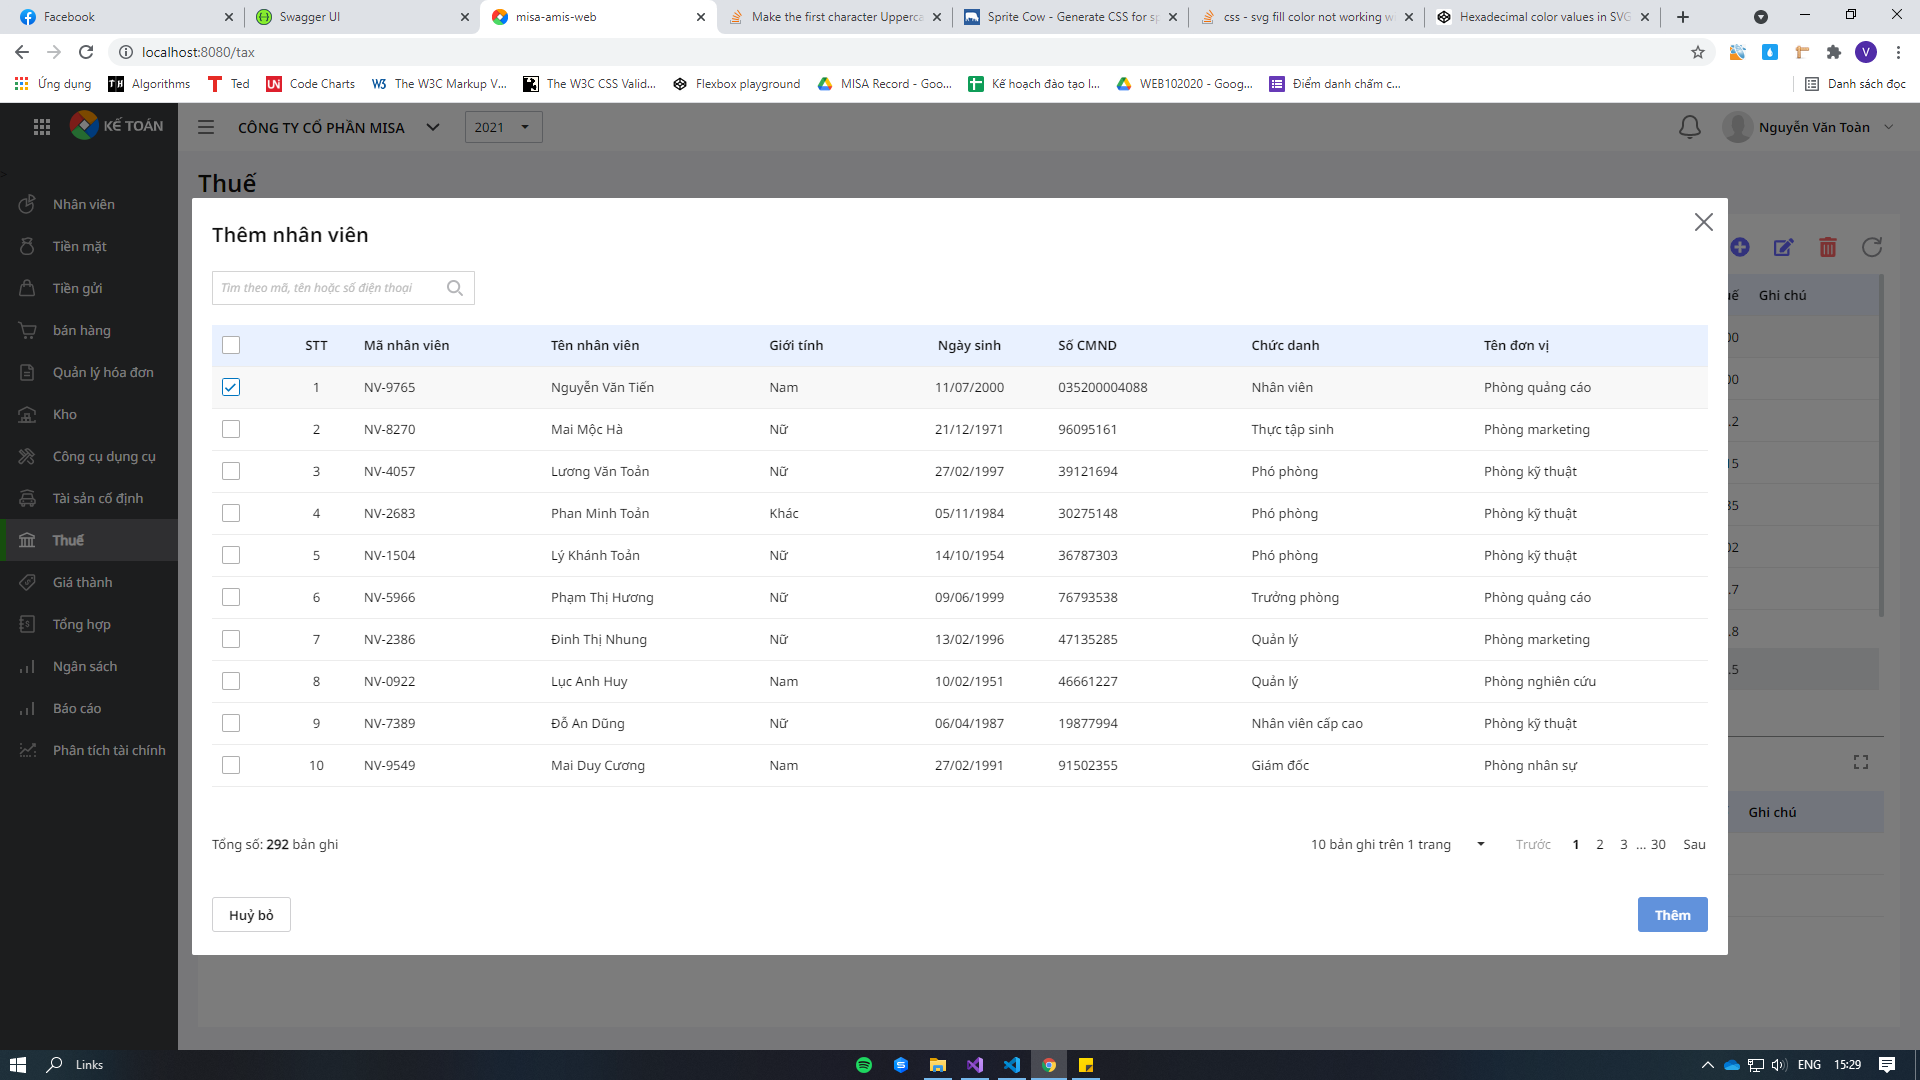 Facebook
Swagger UI
misa-amis-web
Make the first character Upperca
Sprite Cow - Generate CSS for sp
css - svg fill color not working w
Hexadecimal color values in SVG
localhost:8080/tax
V
Ứng dụng
Algorithms
Ted
Code Charts
The W3C Markup V...
The W3C CSS Valid...
Flexbox playground
MISA Record - Goo...
Kế hoạch đào tạo l...
WEB102020 - Goog...
Điểm danh chấm c...
Danh sách đọc
KẾ TOÁN
CÔNG TY CỔ PHẦN MISA
2021
Nguyễn Văn Toàn
Thuế
Nhân viên
Tiền mặt
Tiền gửi
bán hàng
Quản lý hóa đơn
Kho
Công cụ dụng cụ
Tài sản cố định
Thuế
Giá thành
Tổng hợp
Ngân sách
Báo cáo
Phân tích tài chính
Thêm nhân viên
Tìm theo mã, tên hoặc số điện thoại
STT Mã nhân viên Tên nhân viên Giới tính Ngày sinh Số CMND Chức danh Tên đơn vị
1 NV-9765 Nguyễn Văn Tiến Nam 11/07/2000 035200004088 Nhân viên Phòng quảng cáo
2 NV-8270 Mai Mộc Hà Nữ 21/12/1971 96095161 Thực tập sinh Phòng marketing
3 NV-4057 Lương Văn Toản Nữ 27/02/1997 39121694 Phó phòng Phòng kỹ thuật
4 NV-2683 Phan Minh Toản Khác 05/11/1984 30275148 Phó phòng Phòng kỹ thuật
5 NV-1504 Lý Khánh Toản Nữ 14/10/1954 36787303 Phó phòng Phòng kỹ thuật
6 NV-5966 Phạm Thị Hương Nữ 09/06/1999 76793538 Trưởng phòng Phòng quảng cáo
7 NV-2386 Đinh Thị Nhung Nữ 13/02/1996 47135285 Quản lý Phòng marketing
8 NV-0922 Lục Anh Huy Nam 10/02/1951 46661227 Quản lý Phòng nghiên cứu
9 NV-7389 Đỗ An Dũng Nữ 06/04/1987 19877994 Nhân viên cấp cao Phòng kỹ thuật
10 NV-9549 Mai Duy Cương Nam 27/02/1991 91502355 Giám đốc Phòng nhân sự
Tổng số: 292 bản ghi
10 bản ghi trên 1 trang
Trước 1 2 3 ... 30 Sau
Huỷ bỏ
Thêm
Ghi chú
Ghi chú
Links
ENG
15:29